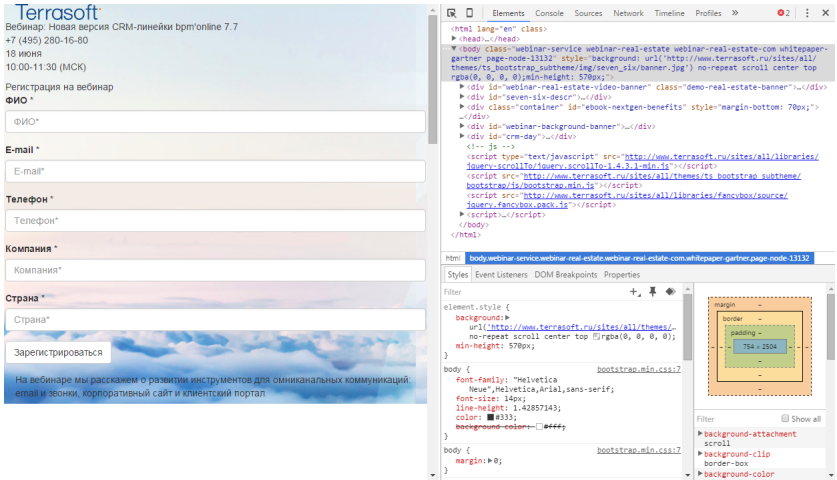 Terrasoft
Вебинар: Новая версия CRM-линейки bpm'online 7.7
+7 (495) 280-16-80
18 июня
10:00-11:30 (МСК)
Регистрация на вебинар
ФИО *
ФИО*
E-mail *
E-mail*
Телефон *
Телефон*
Компания *
Компания*
Страна *
Страна*
Зарегистрироваться
На вебинаре мы расскажем о развитии инструментов для омниканальных коммуникаций:
email и звонки, корпоративный сайт и клиентский портал
Elements Console Sources Network Timeline Profiles » 2
<html lang="en" class>
<head>…</head>
<body class="webinar-service webinar-real-estate webinar-real-estate-com whitepaper-
gartner page-node-13132" style="background: url('http://www.terrasoft.ru/sites/all/
themes/ts_bootstrap_subtheme/img/seven_six/banner.jpg') no-repeat scroll center top
rgba(0, 0, 0, 0);min-height: 570px;">
<div id="webinar-real-estate-video-banner" class="demo-real-estate-banner">…</div>
<div id="seven-six-descr">…</div>
<div class="container" id="ebook-nextgen-benefits" style="margin-bottom: 70px;">
…</div>
<div id="webinar-background-banner">…</div>
<div id="crm-day">…</div>
<!-- js -->
<script type="text/javascript" src="http://www.terrasoft.ru/sites/all/libraries/
jquery-scrollTo/jquery.scrollTo-1.4.3.1-min.js"></script>
<script src="http://www.terrasoft.ru/sites/all/themes/ts_bootstrap_subtheme/
bootstrap/js/bootstrap.min.js"></script>
<script src="http://www.terrasoft.ru/sites/all/libraries/fancybox/source/
jquery.fancybox.pack.js"></script>
<script>…</script>
</body>
</html>
html body.webinar-service.webinar-real-estate.webinar-real-estate-com.whitepaper-gartner.page-node-13132
Styles Event Listeners DOM Breakpoints Properties
Filter
element.style {
background:
url('http://www.terrasoft.ru/sites/all/themes/…
no-repeat scroll center top rgba(0, 0, 0, 0);
min-height: 570px;
}
body { bootstrap.min.css:7
font-family: "Helvetica
Neue",Helvetica,Arial,sans-serif;
font-size: 14px;
line-height: 1.42857143;
color: #333;
background-color: #fff;
}
body { bootstrap.min.css:7
margin: 0;
}
margin –
border –
padding –
– – – 754 × 2504 – – –
–
–
–
Filter Show all
background-attachment
scroll
background-clip
border-box
background-color